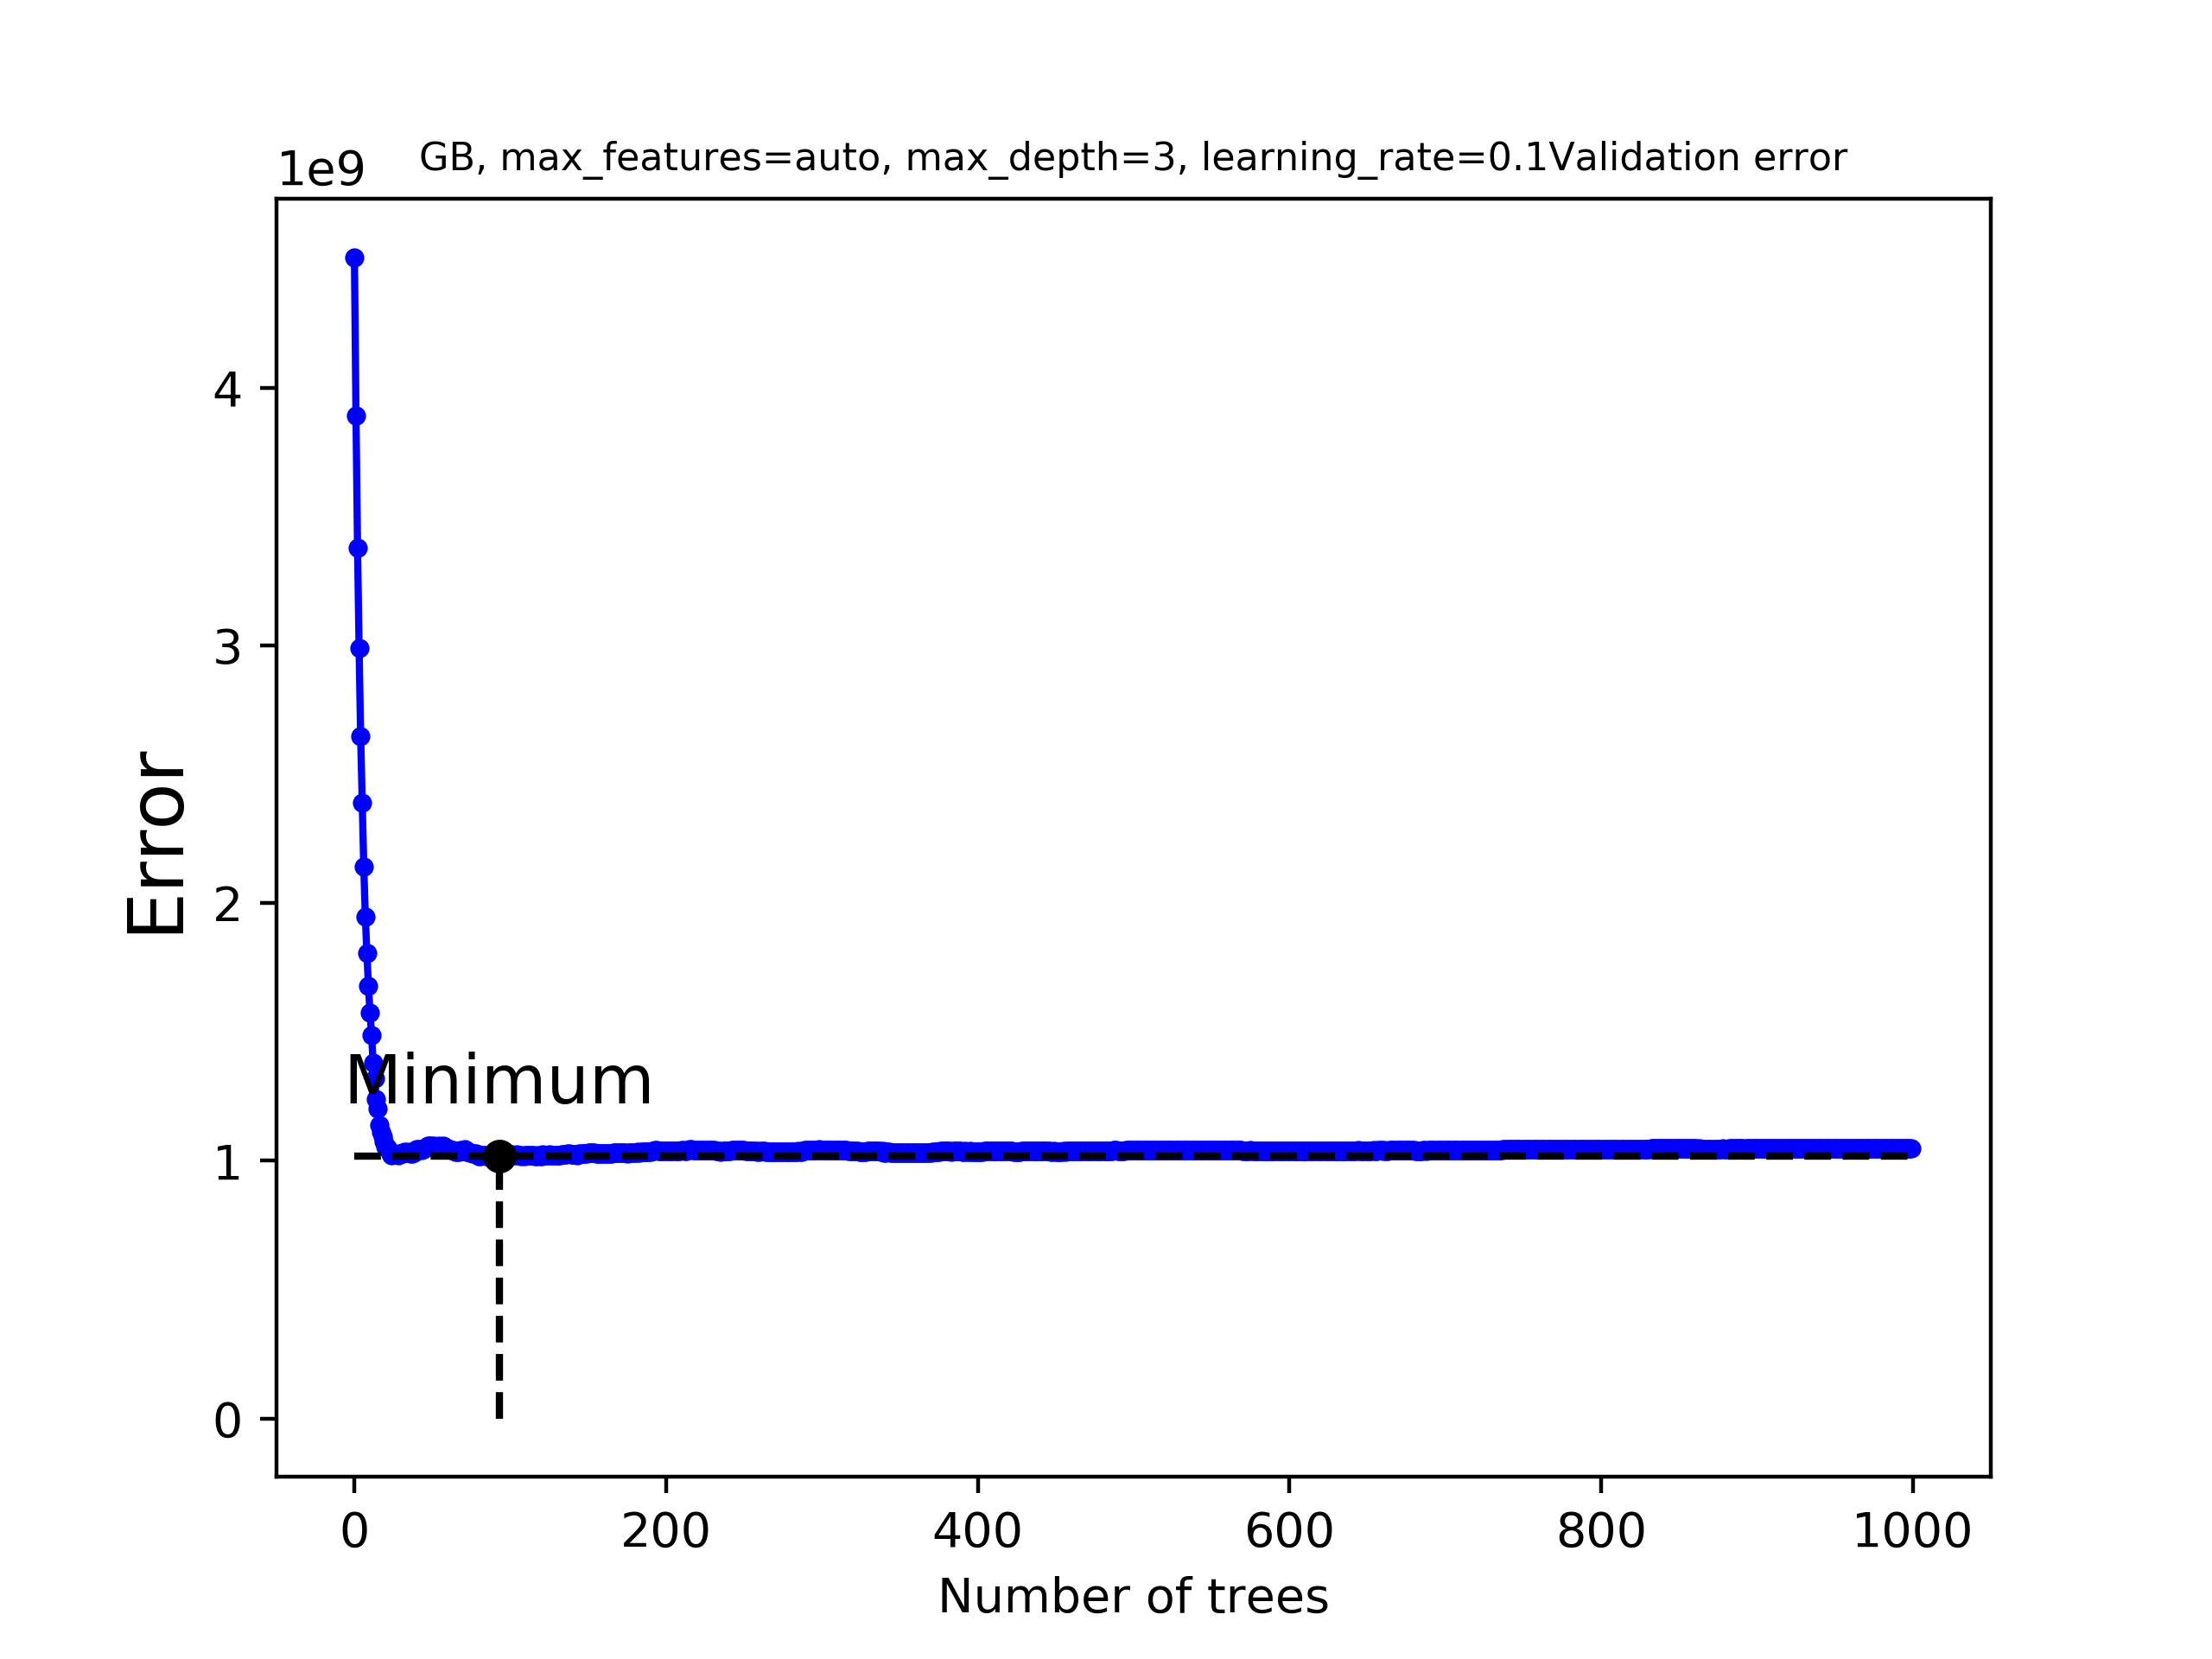 1e9
GB, max_features=auto, max_depth=3, learning_rate=0.1Validation error
4
3
2
1
0
Error
Minimum
0 200 400 600 800 1000
Number of trees